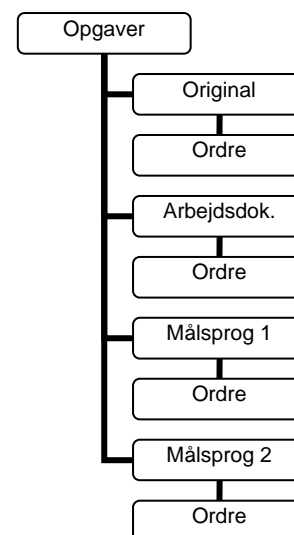 Opgaver
Original
Ordre
Arbejdsdok.
Ordre
Målsprog 1
Ordre
Målsprog 2
Ordre